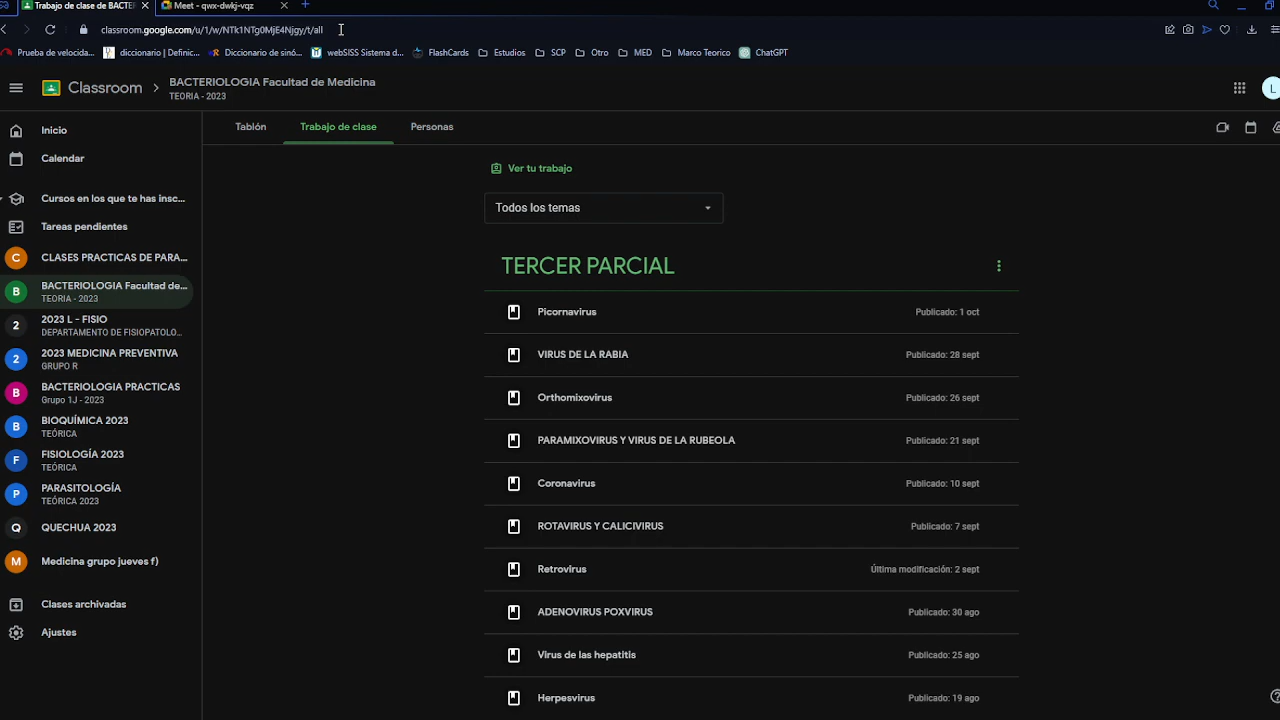 Trabajo de clase de BACTER
Meet - qwx-dwkj-vqz
classroom.google.com/u/1/w/NTk1NTg0MjE4Njgy/t/all
Prueba de velocida...
diccionario | Definic...
Diccionario de sinó...
webSISS Sistema d...
FlashCards
Estudios
SCP
Otro
MED
Marco Teorico
ChatGPT
Classroom
BACTERIOLOGIA Facultad de Medicina
TEORIA - 2023
L
Tablón
Trabajo de clase
Personas
Inicio
Calendar
Cursos en los que te has insc...
Tareas pendientes
C
CLASES PRACTICAS DE PARA...
B
BACTERIOLOGIA Facultad de...
TEORIA - 2023
2
2023 L - FISIO
DEPARTAMENTO DE FISIOPATOLO...
2
2023 MEDICINA PREVENTIVA
GRUPO R
B
BACTERIOLOGIA PRACTICAS
Grupo 1J - 2023
B
BIOQUÍMICA 2023
TEÓRICA
F
FISIOLOGÍA 2023
TEÓRICA
P
PARASITOLOGÍA
TEÓRICA 2023
Q
QUECHUA 2023
M
Medicina grupo jueves f)
Clases archivadas
Ajustes
Ver tu trabajo
Todos los temas
TERCER PARCIAL
Picornavirus Publicado: 1 oct
VIRUS DE LA RABIA Publicado: 28 sept
Orthomixovirus Publicado: 26 sept
PARAMIXOVIRUS Y VIRUS DE LA RUBEOLA Publicado: 21 sept
Coronavirus Publicado: 10 sept
ROTAVIRUS Y CALICIVIRUS Publicado: 7 sept
Retrovirus Última modificación: 2 sept
ADENOVIRUS POXVIRUS Publicado: 30 ago
Virus de las hepatitis Publicado: 25 ago
Herpesvirus Publicado: 19 ago